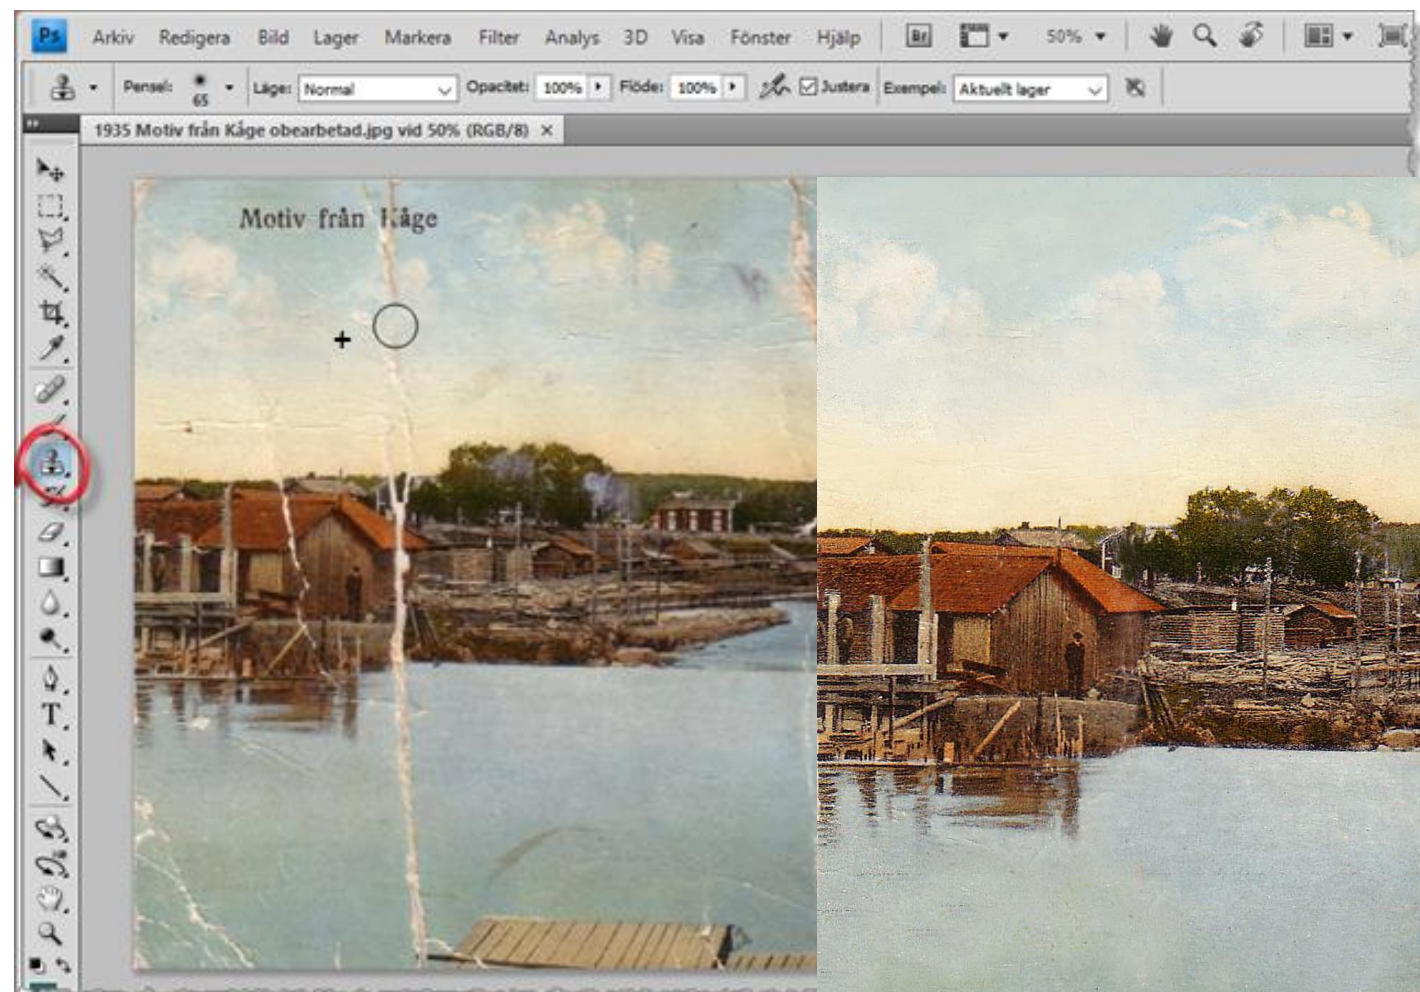 Ps Arkiv Redigera Bild Lager Markera Filter Analys 3D Visa Fönster Hjälp Br 50%
Pensel: 65 Läge: Normal Opacitet: 100% Flöde: 100% Justera Exempel: Aktuellt lager
1935 Motiv från Kåge obearbetad.jpg vid 50% (RGB/8) ×
Motiv från Kåge
T